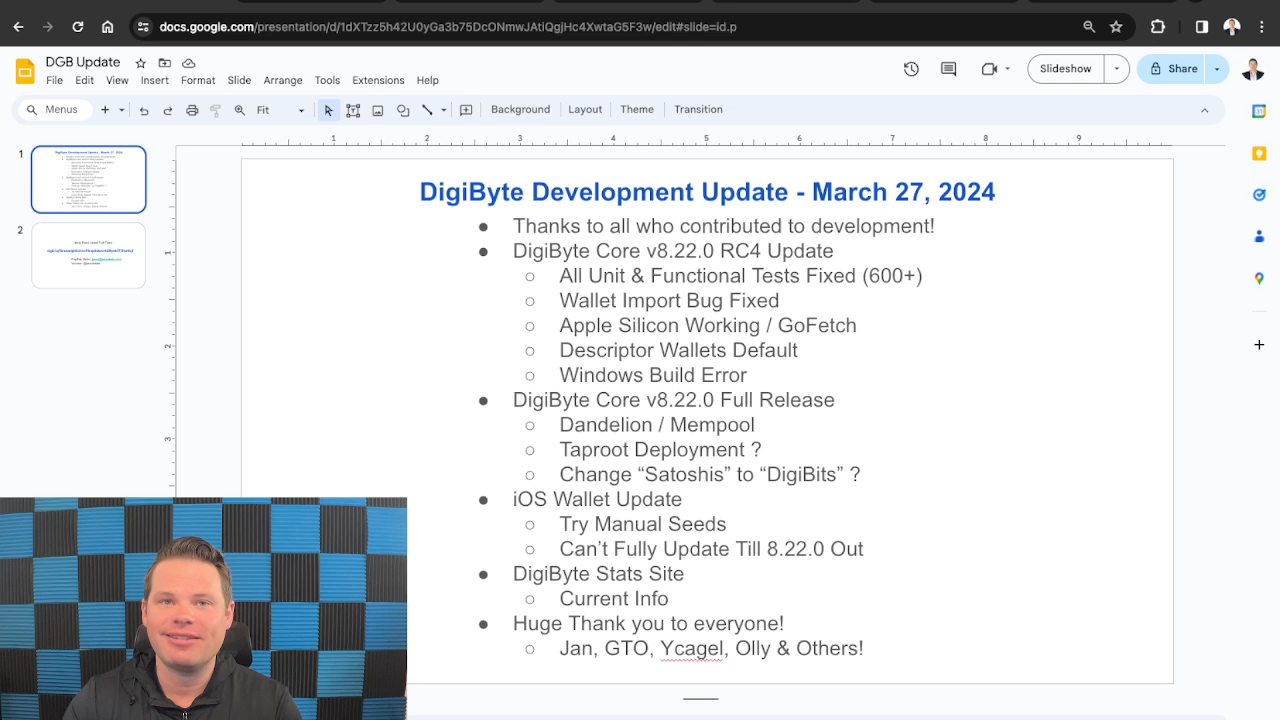 docs.google.com/presentation/d/1dXTzz5h42U0yGa3b75DcONmwJAtiQgjHc4XwtaG5F3w/edit#slide=id.p
DGB Update
File Edit View Insert Format Slide Arrange Tools Extensions Help
Slideshow
Share
Menus
Fit
Background
Layout
Theme
Transition
1 2 3 4 5 6 7 8 9
1
2
1
2
3
DigiByte Development Update - March 27, 2024
● Thanks to all who contributed to development!
● DigiByte Core v8.22.0 RC4 Update
○ All Unit & Functional Tests Fixed (600+)
○ Wallet Import Bug Fixed
○ Apple Silicon Working / GoFetch
○ Descriptor Wallets Default
○ Windows Build Error
● DigiByte Core v8.22.0 Full Release
○ Dandelion / Mempool
○ Taproot Deployment ?
○ Change “Satoshis” to “DigiBits” ?
● iOS Wallet Update
○ Try Manual Seeds
○ Can’t Fully Update Till 8.22.0 Out
● DigiByte Stats Site
○ Current Info
● Huge Thank you to everyone!
○ Jan, GTO, Ycagel, Olly & Others!